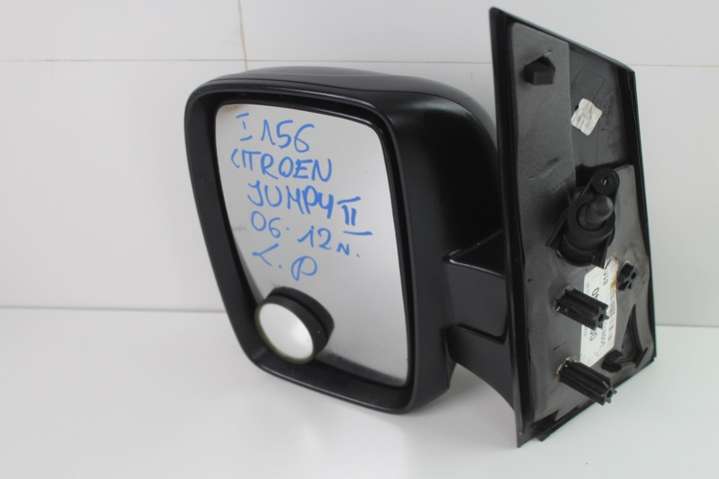 I 156
CITROEN
JUMPY II
06. 12 N.
L.P